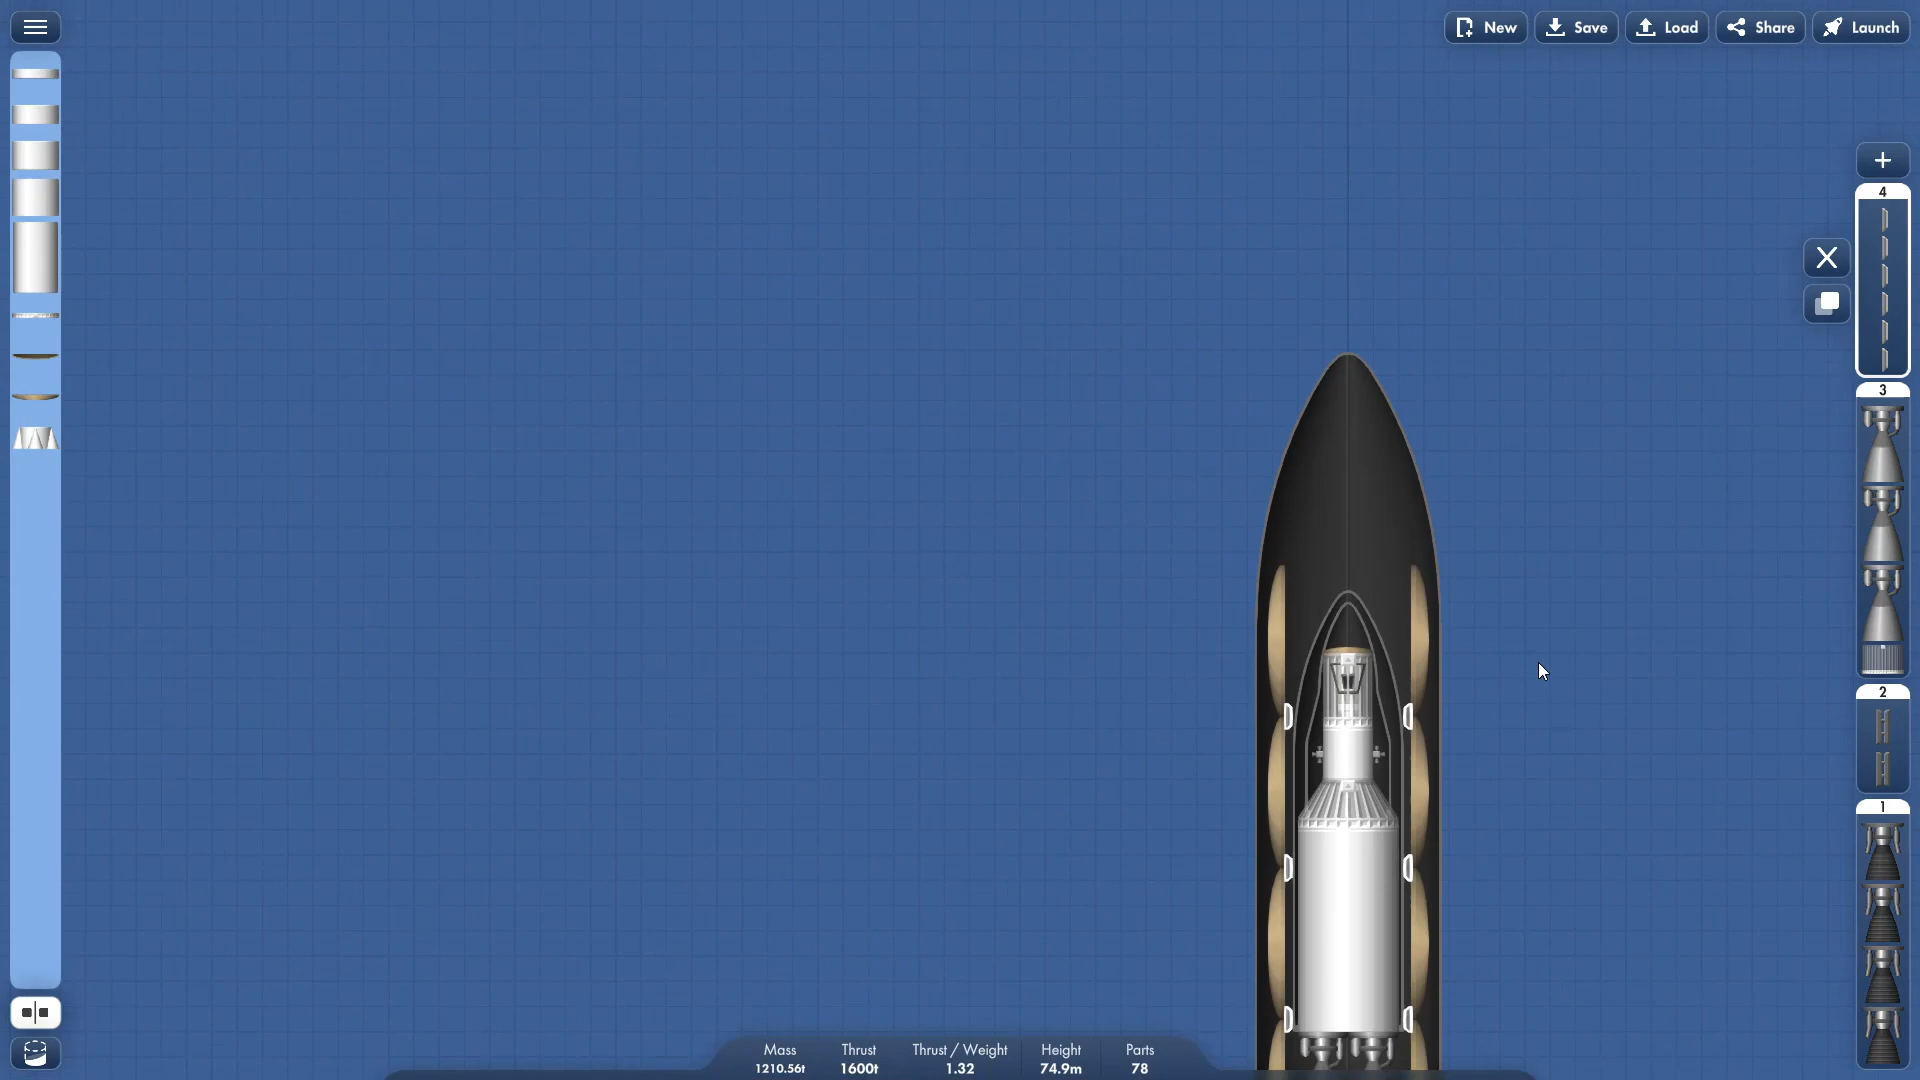 New Save Load Share Launch
4
3
2
1
Mass Thrust Thrust / Weight Height Parts
1210.56t 1600t 1.32 74.9m 78